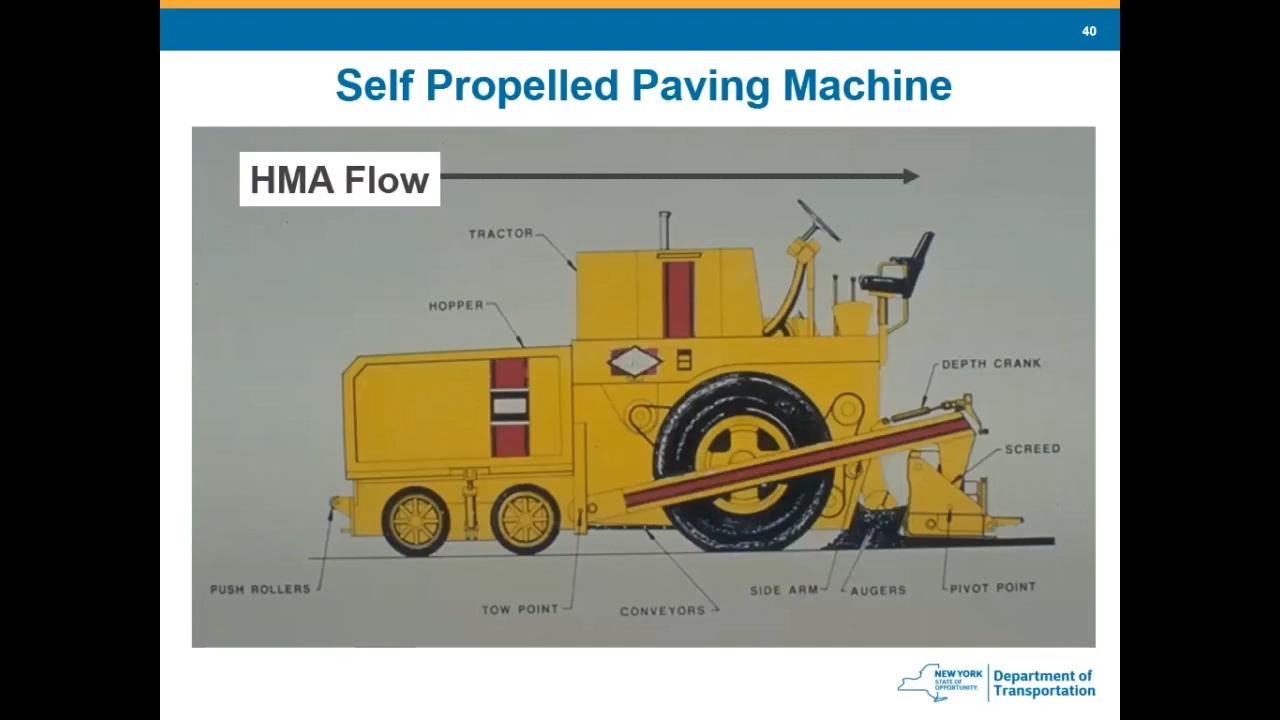 40
Self Propelled Paving Machine
HMA Flow
TRACTOR
HOPPER
DEPTH CRANK
SCREED
PUSH ROLLERS
TOW POINT
CONVEYORS
SIDE ARM
AUGERS
PIVOT POINT
NEW YORK
STATE OF
OPPORTUNITY.
Department of
Transportation